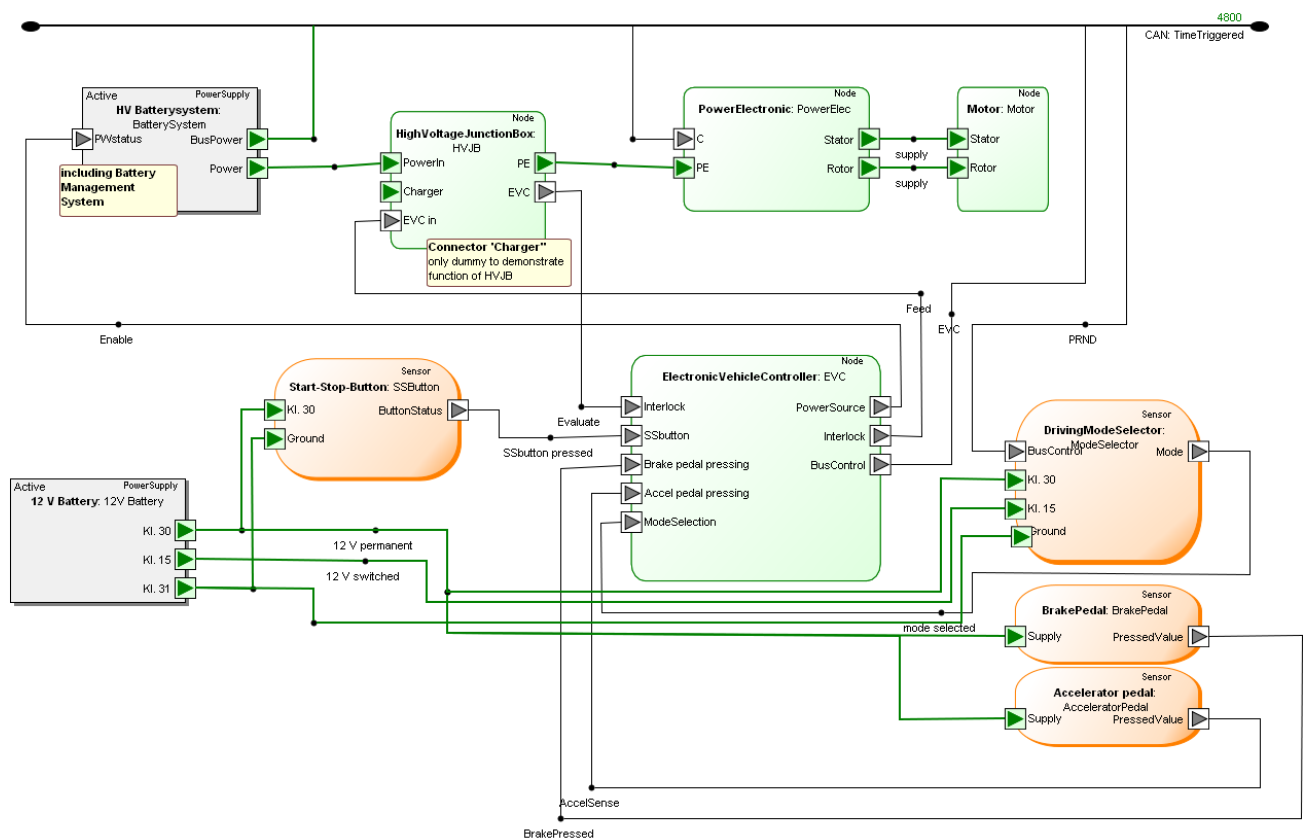 4800
CAN: TimeTriggered
Active PowerSupply
HV Batterysystem:
BatterySystem
PWstatus
BusPower
Power
including Battery
Management
System
Node
HighVoltageJunctionBox:
HVJB
PowerIn
PE
Charger
EVC
EVC in
Connector 'Charger"
only dummy to demonstrate
function of HVJB
Node
PowerElectronic: PowerElec
C
Stator
PE
Rotor
supply
supply
Node
Motor: Motor
Stator
Rotor
Feed
EVC
Enable
PRND
Sensor
Start-Stop-Button: SSButton
Kl. 30
ButtonStatus
Ground
Evaluate
SSbutton pressed
Node
ElectronicVehicleController: EVC
Interlock
PowerSource
SSbutton
Interlock
Brake pedal pressing
BusControl
Accel pedal pressing
ModeSelection
Sensor
DrivingModeSelector:
ModeSelector
BusControl
Mode
Kl. 30
Kl. 15
Ground
Active PowerSupply
12 V Battery: 12V Battery
Kl. 30
Kl. 15
Kl. 31
12 V permanent
12 V switched
mode selected
Sensor
BrakePedal: BrakePedal
Supply
PressedValue
Sensor
Accelerator pedal:
AcceleratorPedal
Supply
PressedValue
AccelSense
BrakePressed